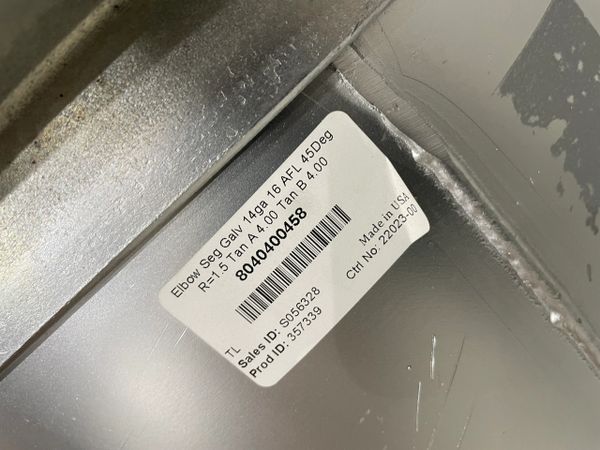 Elbow Seg Galv 14ga 16 AFL 45Deg
R=1.5 Tan A 4.00 Tan B 4.00
8040400458
Made in USA
Ctrl No: 22023-00
TL
Sales ID: S056328
Prod ID: 357339